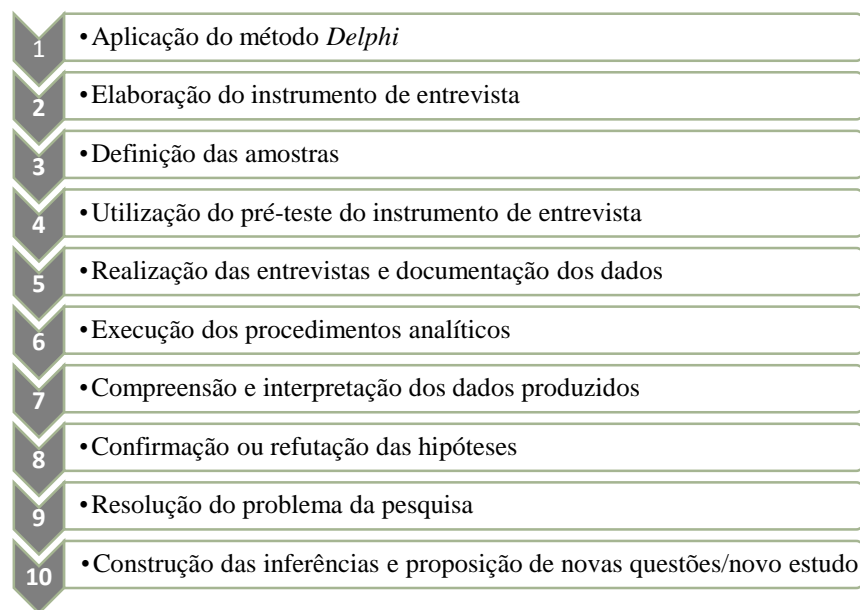 1 • Aplicação do método Delphi
2 • Elaboração do instrumento de entrevista
3 • Definição das amostras
4 • Utilização do pré-teste do instrumento de entrevista
5 • Realização das entrevistas e documentação dos dados
6 • Execução dos procedimentos analíticos
7 • Compreensão e interpretação dos dados produzidos
8 • Confirmação ou refutação das hipóteses
9 • Resolução do problema da pesquisa
10 • Construção das inferências e proposição de novas questões/novo estudo